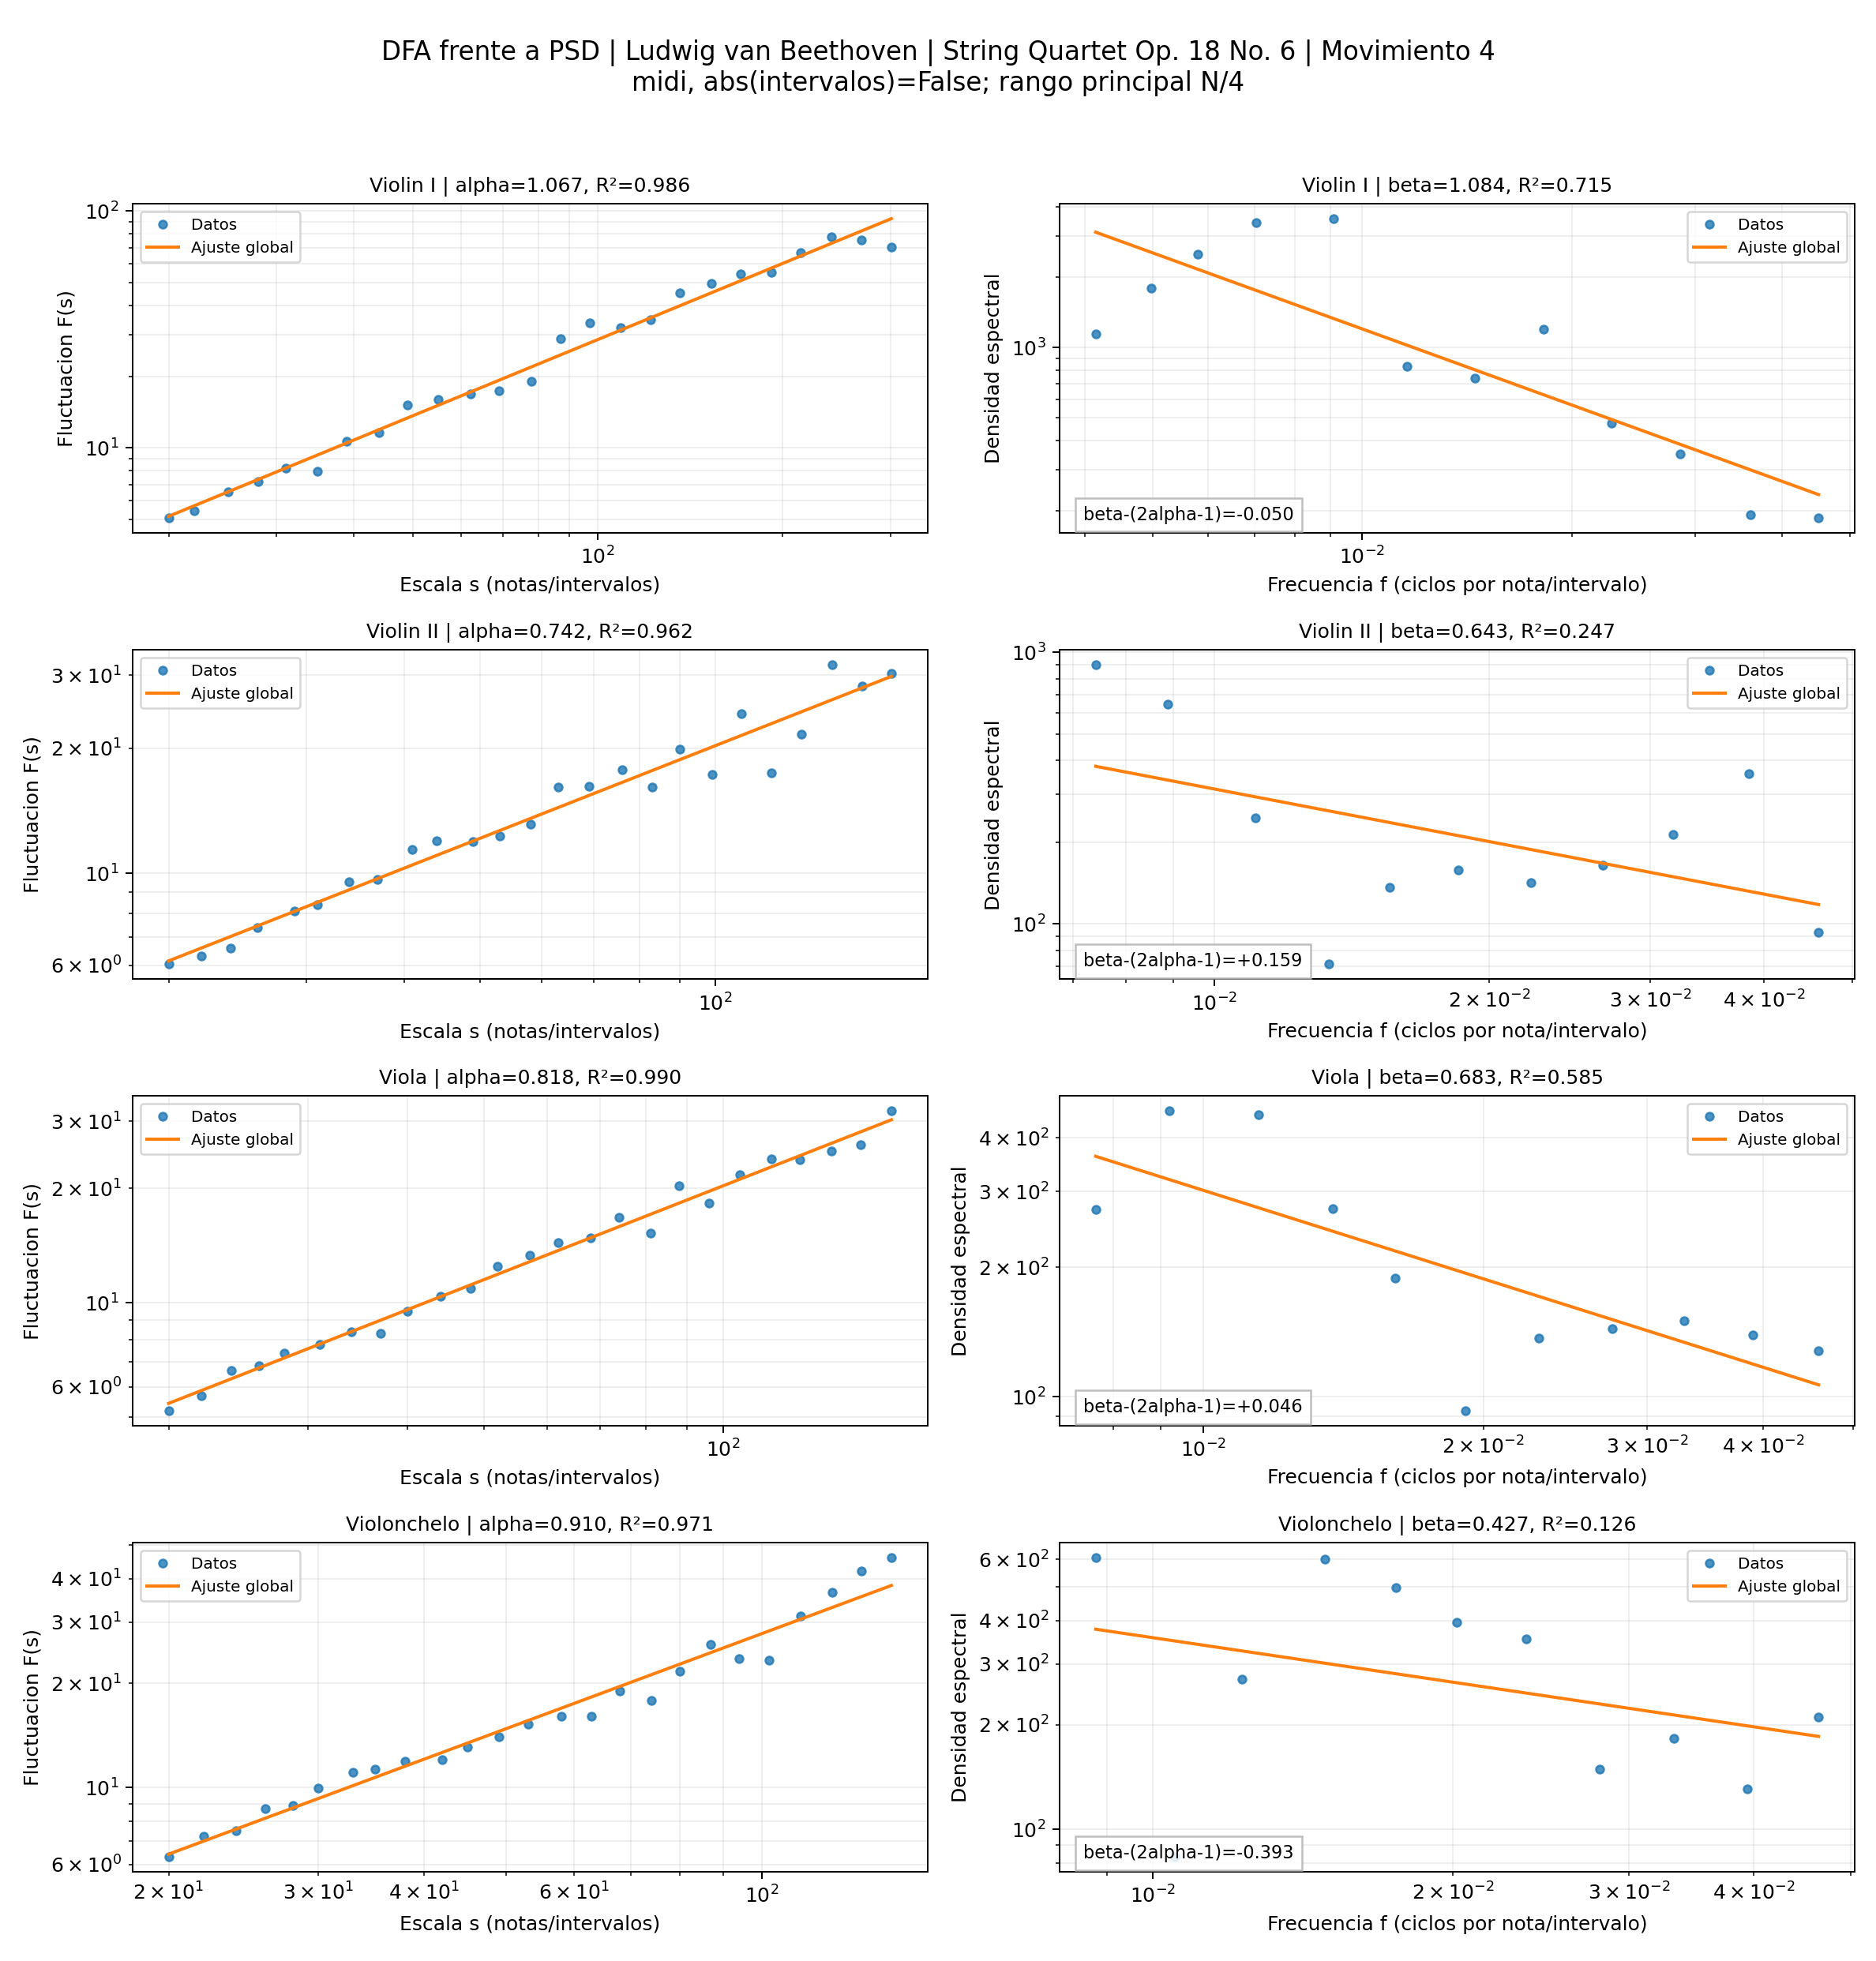 DFA frente a PSD | Ludwig van Beethoven | String Quartet Op. 18 No. 6 | Movimiento 4
midi, abs(intervalos)=False; rango principal N/4
Violin I | alpha=1.067, R²=0.986
Datos
Ajuste global
10²
10¹
Fluctuacion F(s)
10²
Escala s (notas/intervalos)
Violin I | beta=1.084, R²=0.715
Datos
Ajuste global
10³
Densidad espectral
beta-(2alpha-1)=-0.050
10⁻²
Frecuencia f (ciclos por nota/intervalo)
Violin II | alpha=0.742, R²=0.962
Datos
Ajuste global
3 × 10¹
2 × 10¹
10¹
6 × 10⁰
Fluctuacion F(s)
10²
Escala s (notas/intervalos)
Violin II | beta=0.643, R²=0.247
Datos
Ajuste global
10³
10²
Densidad espectral
beta-(2alpha-1)=+0.159
10⁻² 2 × 10⁻² 3 × 10⁻² 4 × 10⁻²
Frecuencia f (ciclos por nota/intervalo)
Viola | alpha=0.818, R²=0.990
Datos
Ajuste global
3 × 10¹
2 × 10¹
10¹
6 × 10⁰
Fluctuacion F(s)
10²
Escala s (notas/intervalos)
Viola | beta=0.683, R²=0.585
Datos
Ajuste global
4 × 10²
3 × 10²
2 × 10²
10²
Densidad espectral
beta-(2alpha-1)=+0.046
10⁻² 2 × 10⁻² 3 × 10⁻² 4 × 10⁻²
Frecuencia f (ciclos por nota/intervalo)
Violonchelo | alpha=0.910, R²=0.971
Datos
Ajuste global
4 × 10¹
3 × 10¹
2 × 10¹
10¹
6 × 10⁰
Fluctuacion F(s)
2 × 10¹ 3 × 10¹ 4 × 10¹ 6 × 10¹ 10²
Escala s (notas/intervalos)
Violonchelo | beta=0.427, R²=0.126
Datos
Ajuste global
6 × 10²
4 × 10²
3 × 10²
2 × 10²
10²
Densidad espectral
beta-(2alpha-1)=-0.393
10⁻² 2 × 10⁻² 3 × 10⁻² 4 × 10⁻²
Frecuencia f (ciclos por nota/intervalo)